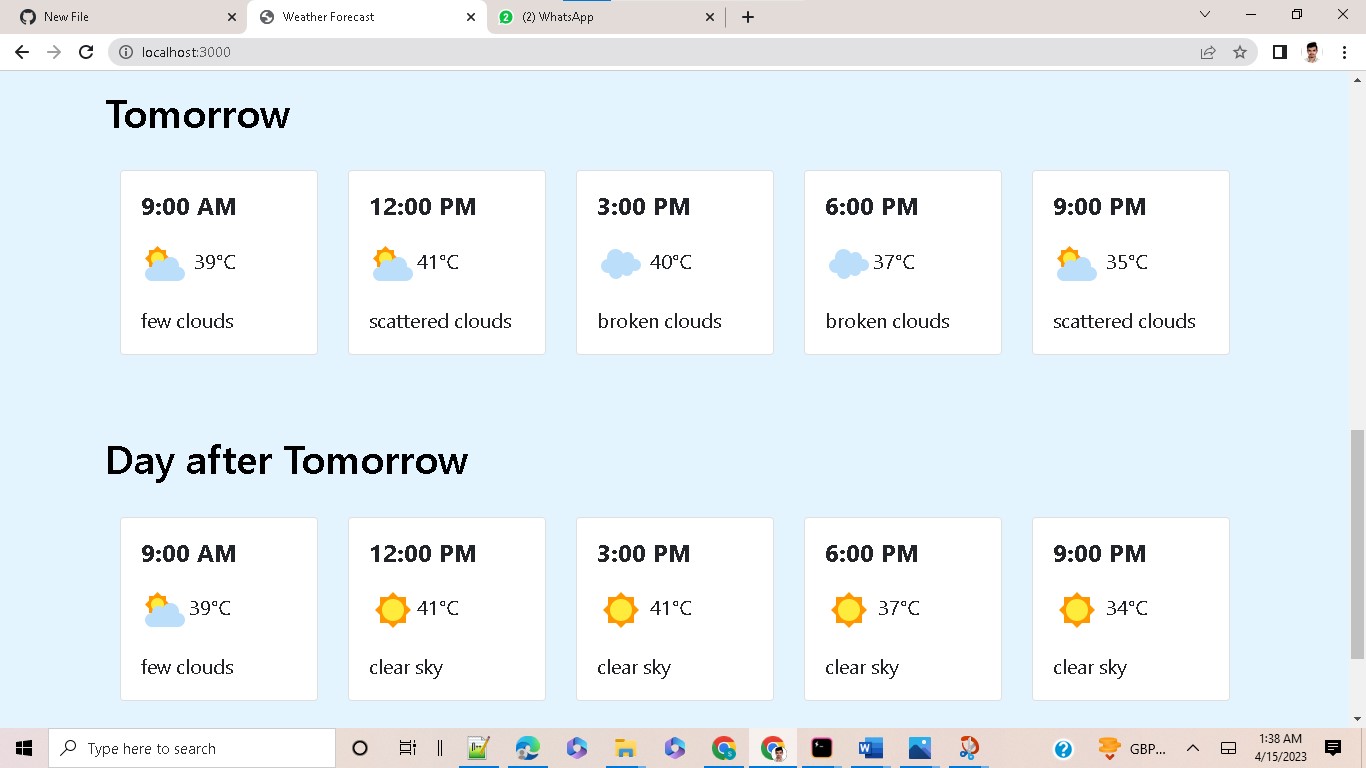 New File
Weather Forecast
2
(2) WhatsApp
localhost:3000
Tomorrow
9:00 AM 12:00 PM 3:00 PM 6:00 PM 9:00 PM
39°C 41°C 40°C 37°C 35°C
few clouds scattered clouds broken clouds broken clouds scattered clouds
Day after Tomorrow
9:00 AM 12:00 PM 3:00 PM 6:00 PM 9:00 PM
39°C 41°C 41°C 37°C 34°C
few clouds clear sky clear sky clear sky clear sky
Type here to search
GBP...
1:38 AM
4/15/2023